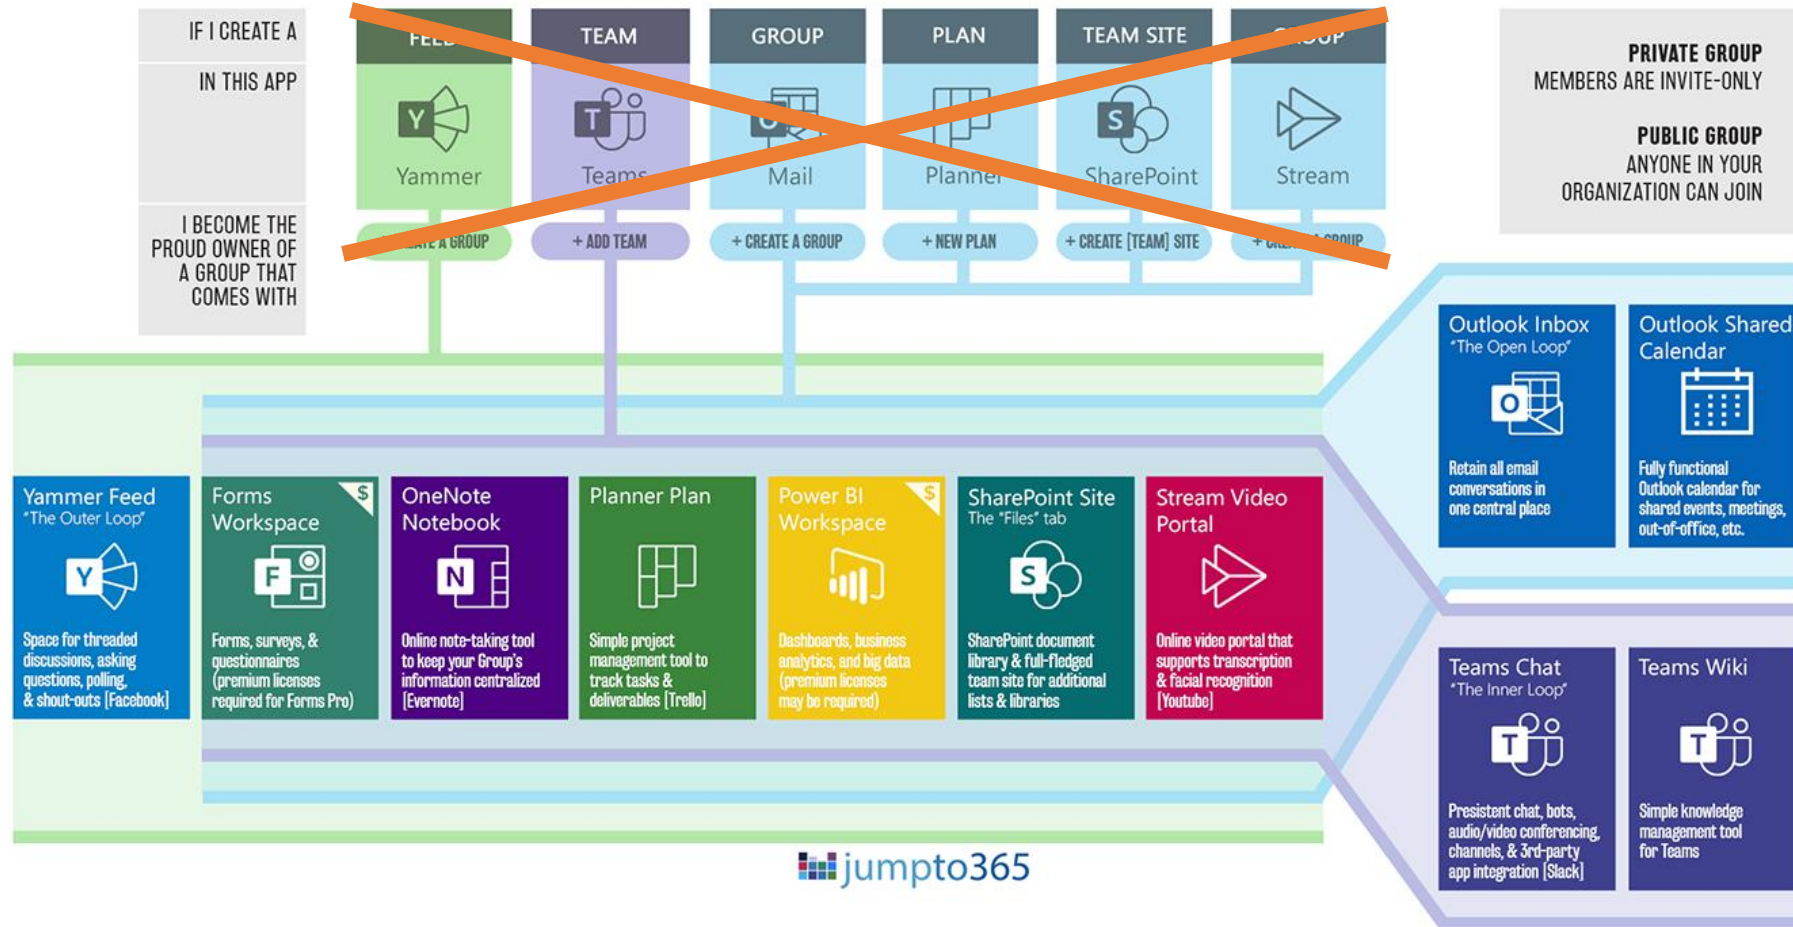 IF I CREATE A
IN THIS APP
I BECOME THE
PROUD OWNER OF
A GROUP THAT
COMES WITH
FEED
Y
Yammer
TEAM
T
Teams
+ ADD TEAM
GROUP
O
Mail
+ CREATE A GROUP
PLAN
Planner
+ NEW PLAN
TEAM SITE
S
SharePoint
+ CREATE [TEAM] SITE
GROUP
Stream
+ CREATE A GROUP
+ CREATE A GROUP
PRIVATE GROUP
MEMBERS ARE INVITE-ONLY
PUBLIC GROUP
ANYONE IN YOUR
ORGANIZATION CAN JOIN
Outlook Inbox
"The Open Loop"
O
Retain all email
conversations in
one central place
Outlook Shared
Calendar
Fully functional
Outlook calendar for
shared events, meetings,
out-of-office, etc.
Yammer Feed
"The Outer Loop"
Y
Space for threaded
discussions, asking
questions, polling,
& shout-outs [Facebook]
Forms
Workspace
$
F
Forms, surveys, &
questionnaires
(premium licenses
required for Forms Pro)
OneNote
Notebook
N
Online note-taking tool
to keep your Group's
information centralized
[Evernote]
Planner Plan
Simple project
management tool to
track tasks &
deliverables [Trello]
Power BI
Workspace
$
Dashboards, business
analytics, and big data
(premium licenses
may be required)
SharePoint Site
The "Files" tab
S
SharePoint document
library & full-fledged
team site for additional
lists & libraries
Stream Video
Portal
Online video portal that
supports transcription
& facial recognition
[Youtube]
Teams Chat
"The Inner Loop"
T
Presistent chat, bots,
audio/video conferencing,
channels, & 3rd-party
app integration [Slack]
Teams Wiki
T
Simple knowledge
management tool
for Teams
jumpto365